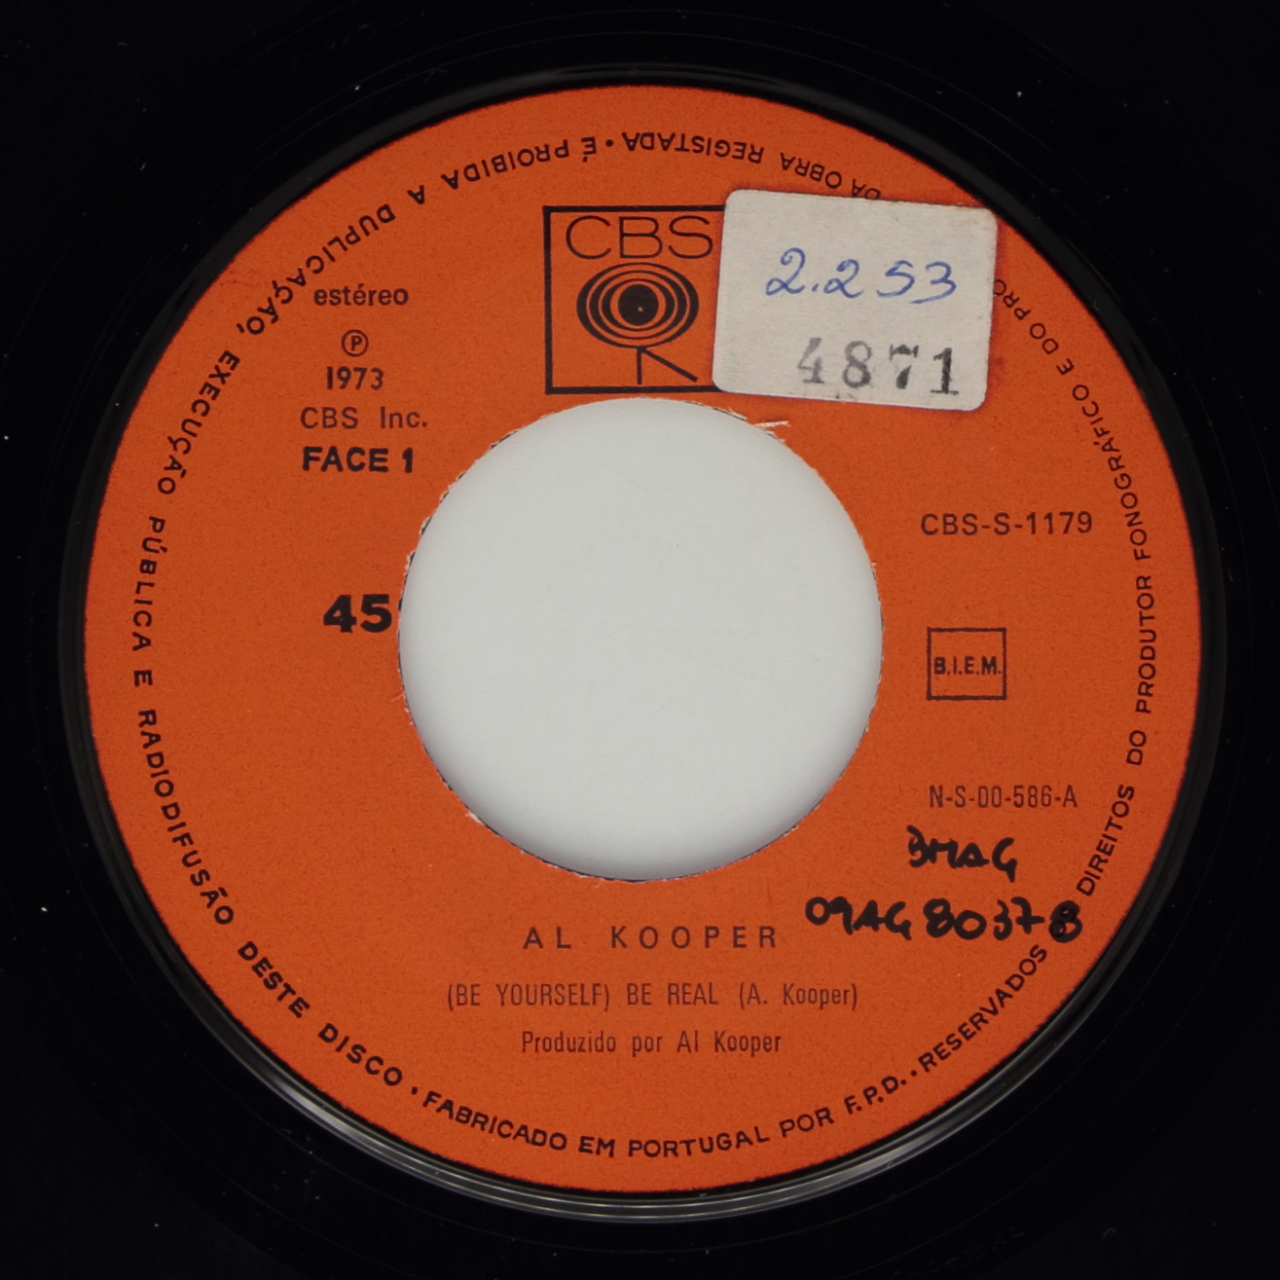 CBS
2.253
4871
estéreo
Ⓟ
1973
CBS Inc.
FACE 1
CBS-S-1179
45
B.I.E.M.
N-S-00-586-A
BMAG
09AG80378
AL KOOPER
(BE YOURSELF) BE REAL (A. Kooper)
Produzido por Al Kooper
FABRICADO EM PORTUGAL POR F.P.D. • RESERVADOS DIREITOS DO PRODUTOR FONOGRÁFICO E DO PRO DA OBRA REGISTADA • É PROIBIDA A DUPLICAÇÃO, EXECUÇÃO PÚBLICA E RADIODIFUSÃO DESTE DISCO •